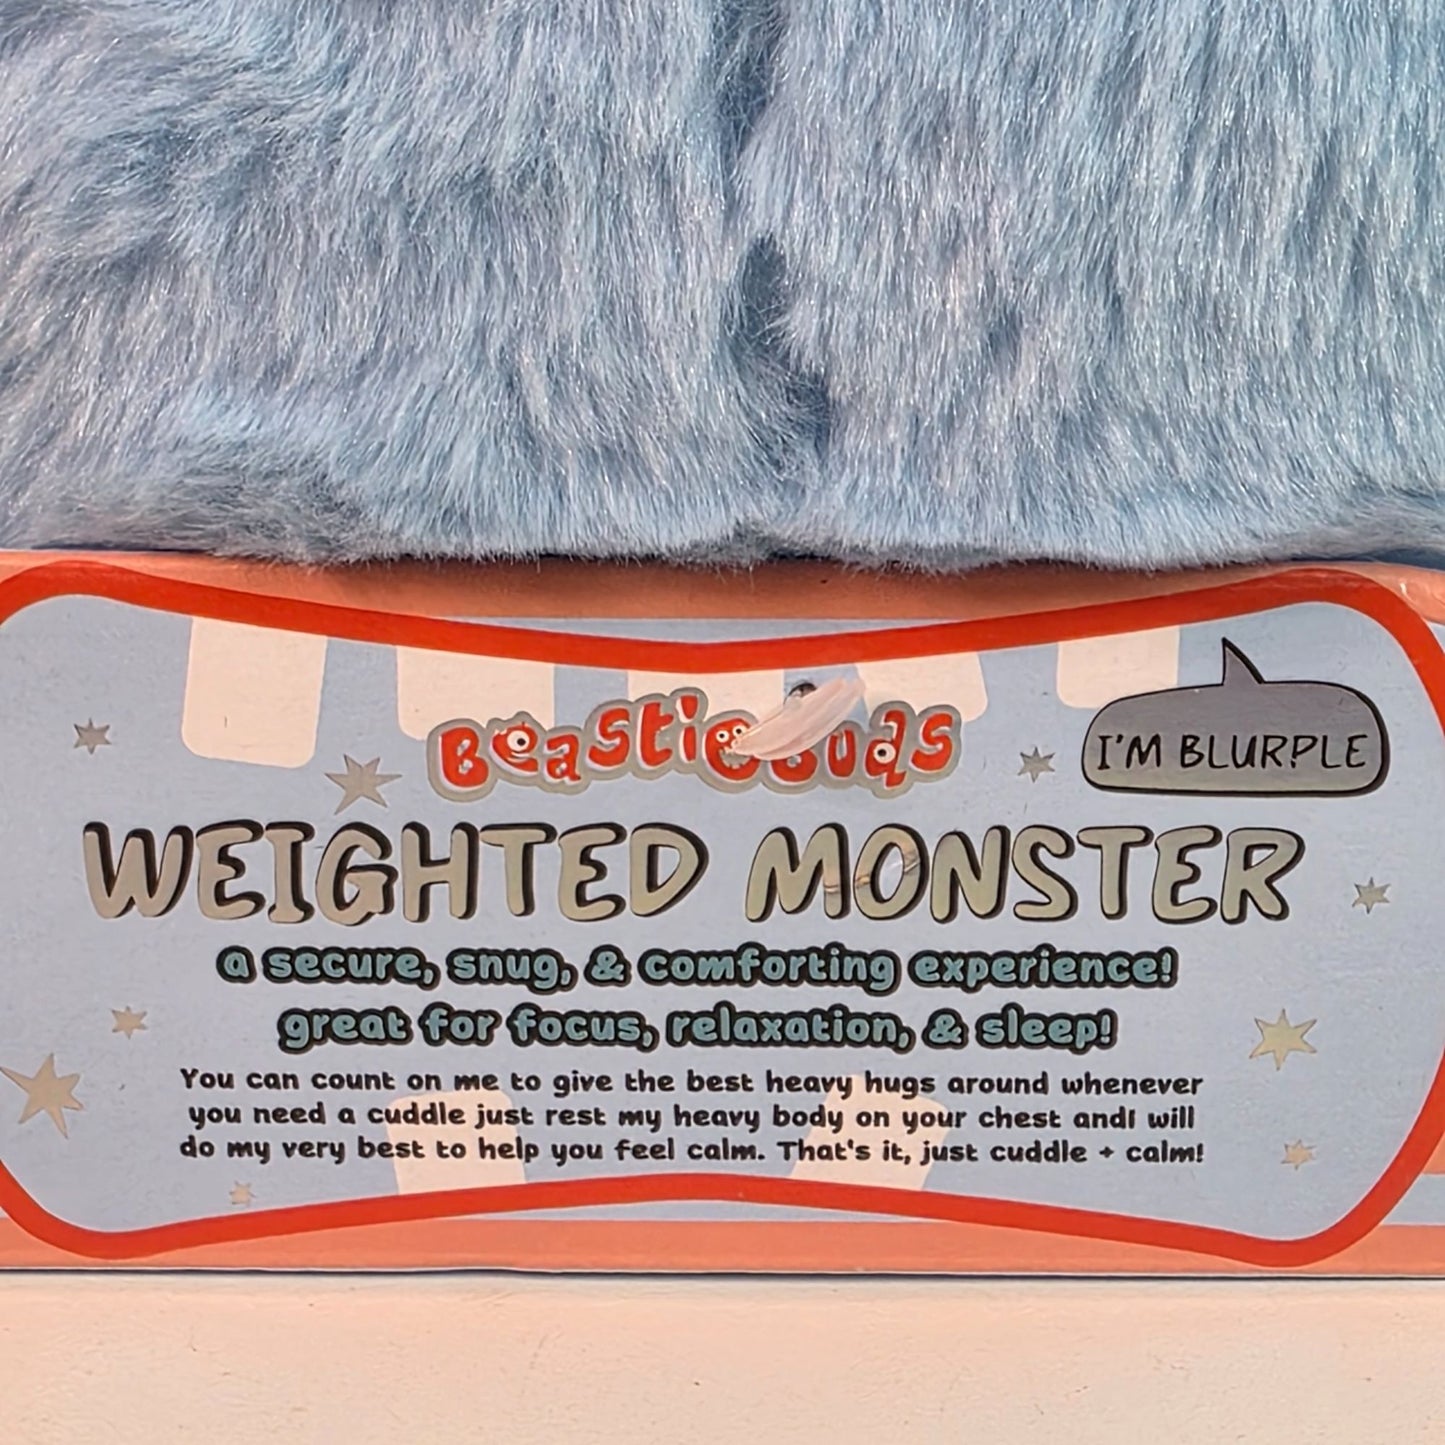 BeastieBuds
I'M BLURPLE
WEIGHTED MONSTER
a secure, snug, & comforting experience!
great for focus, relaxation, & sleep!
You can count on me to give the best heavy hugs around whenever
you need a cuddle just rest my heavy body on your chest andI will
do my very best to help you feel calm. That's it, just cuddle + calm!